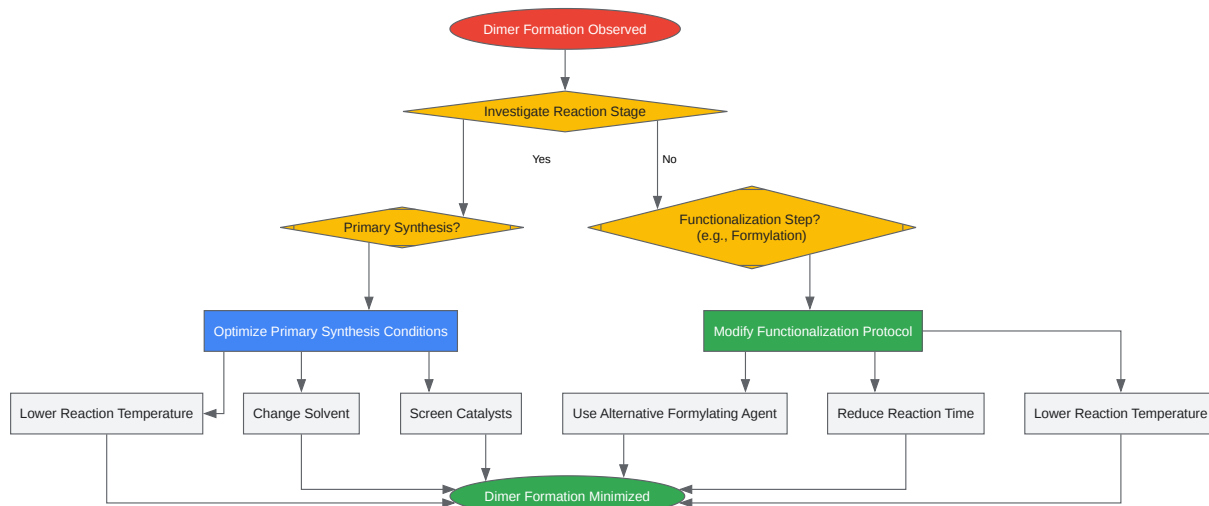 Dimer Formation Observed
Investigate Reaction Stage
Yes
No
Primary Synthesis?
Functionalization Step?
(e.g., Formylation)
Optimize Primary Synthesis Conditions
Modify Functionalization Protocol
Lower Reaction Temperature
Change Solvent
Screen Catalysts
Use Alternative Formylating Agent
Reduce Reaction Time
Lower Reaction Temperature
Dimer Formation Minimized